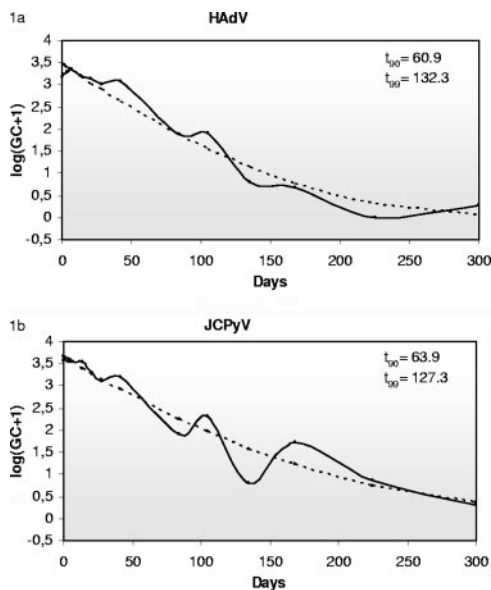 1a
HAdV
t90= 60.9
t99= 132.3
4
3,5
3
2,5
2
1,5
1
0,5
0
-0,5
log(GC+1)
0 50 100 150 200 250 300
Days
1b
JCPyV
t90= 63.9
t99= 127.3
4
3,5
3
2,5
2
1,5
1
0,5
0
-0,5
log(GC+1)
0 50 100 150 200 250 300
Days